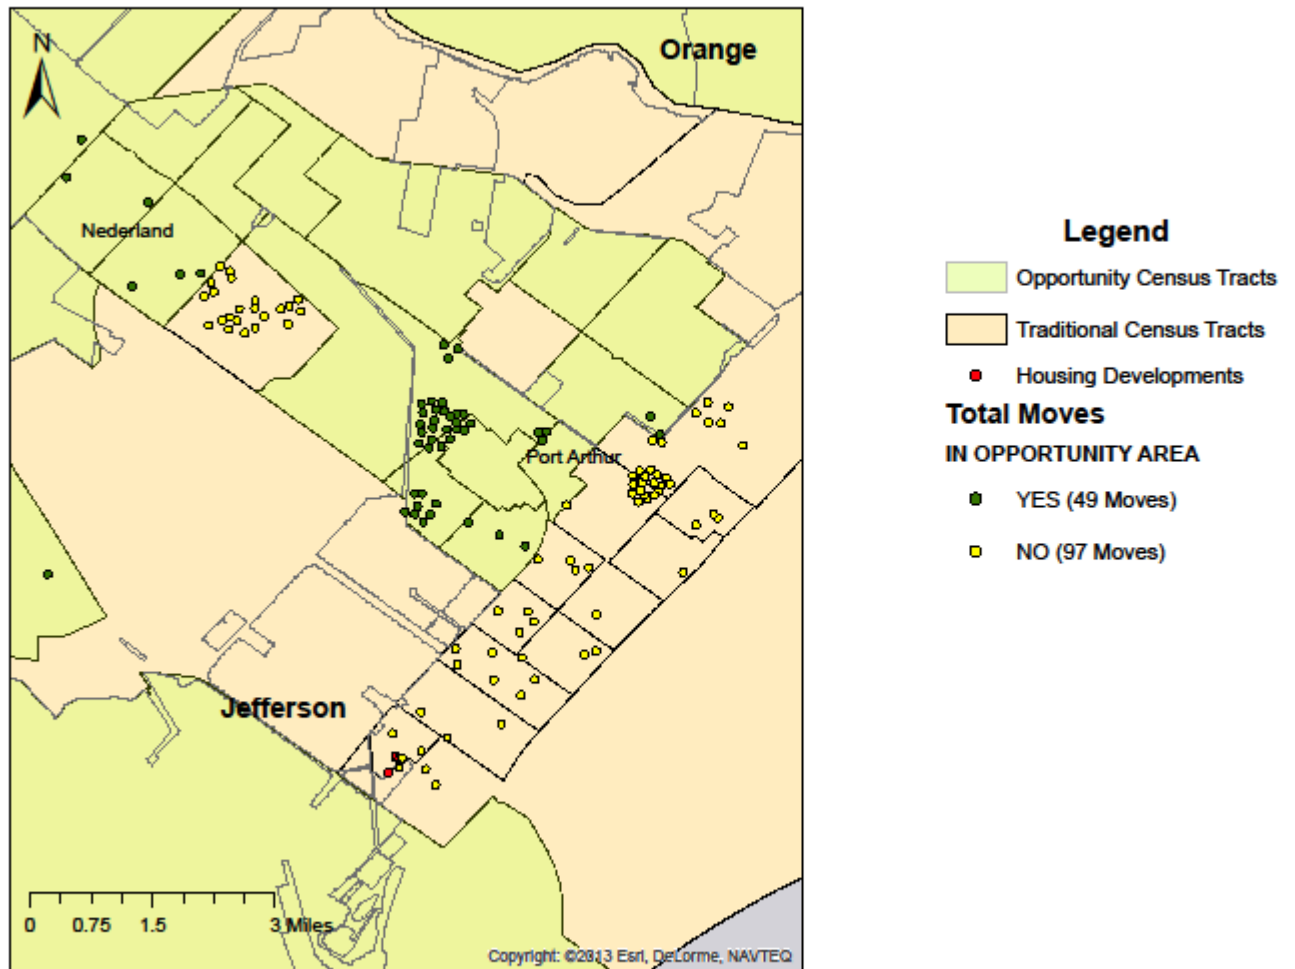 N
Orange
Nederland
Port Arthur
Jefferson
0 0.75 1.5 3 Miles
Copyright: ©2013 Esri, DeLorme, NAVTEQ
Legend
Opportunity Census Tracts
Traditional Census Tracts
Housing Developments
Total Moves
IN OPPORTUNITY AREA
YES (49 Moves)
NO (97 Moves)